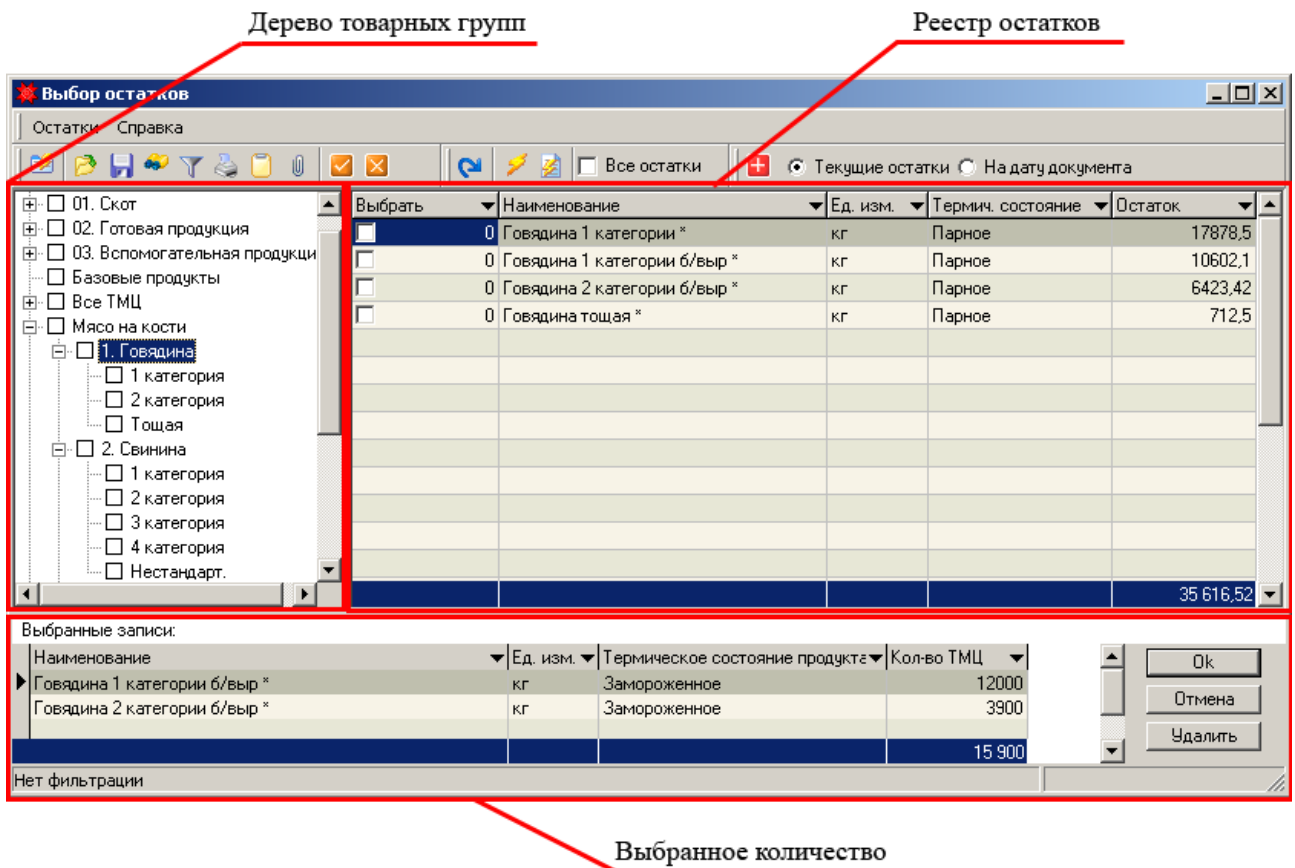 Дерево товарных групп
Реестр остатков
Выбор остатков
Остатки Справка
Все остатки Текущие остатки На дату документа
01. Скот
02. Готовая продукция
03. Вспомогательная продукци
Базовые продукты
Все ТМЦ
Мясо на кости
1. Говядина
1 категория
2 категория
Тощая
2. Свинина
1 категория
2 категория
3 категория
4 категория
Нестандарт.
Выбрать Наименование Ед. изм. Термич. состояние Остаток
0 Говядина 1 категории * кг Парное 17878,5
0 Говядина 1 категории б/выр * кг Парное 10602,1
0 Говядина 2 категории б/выр * кг Парное 6423,42
0 Говядина тощая * кг Парное 712,5
35 616,52
Выбранные записи:
Наименование Ед. изм. Термическое состояние продукта Кол-во ТМЦ
Говядина 1 категории б/выр * кг Замороженное 12000
Говядина 2 категории б/выр * кг Замороженное 3900
15 900
Ok
Отмена
Удалить
Нет фильтрации
Выбранное количество